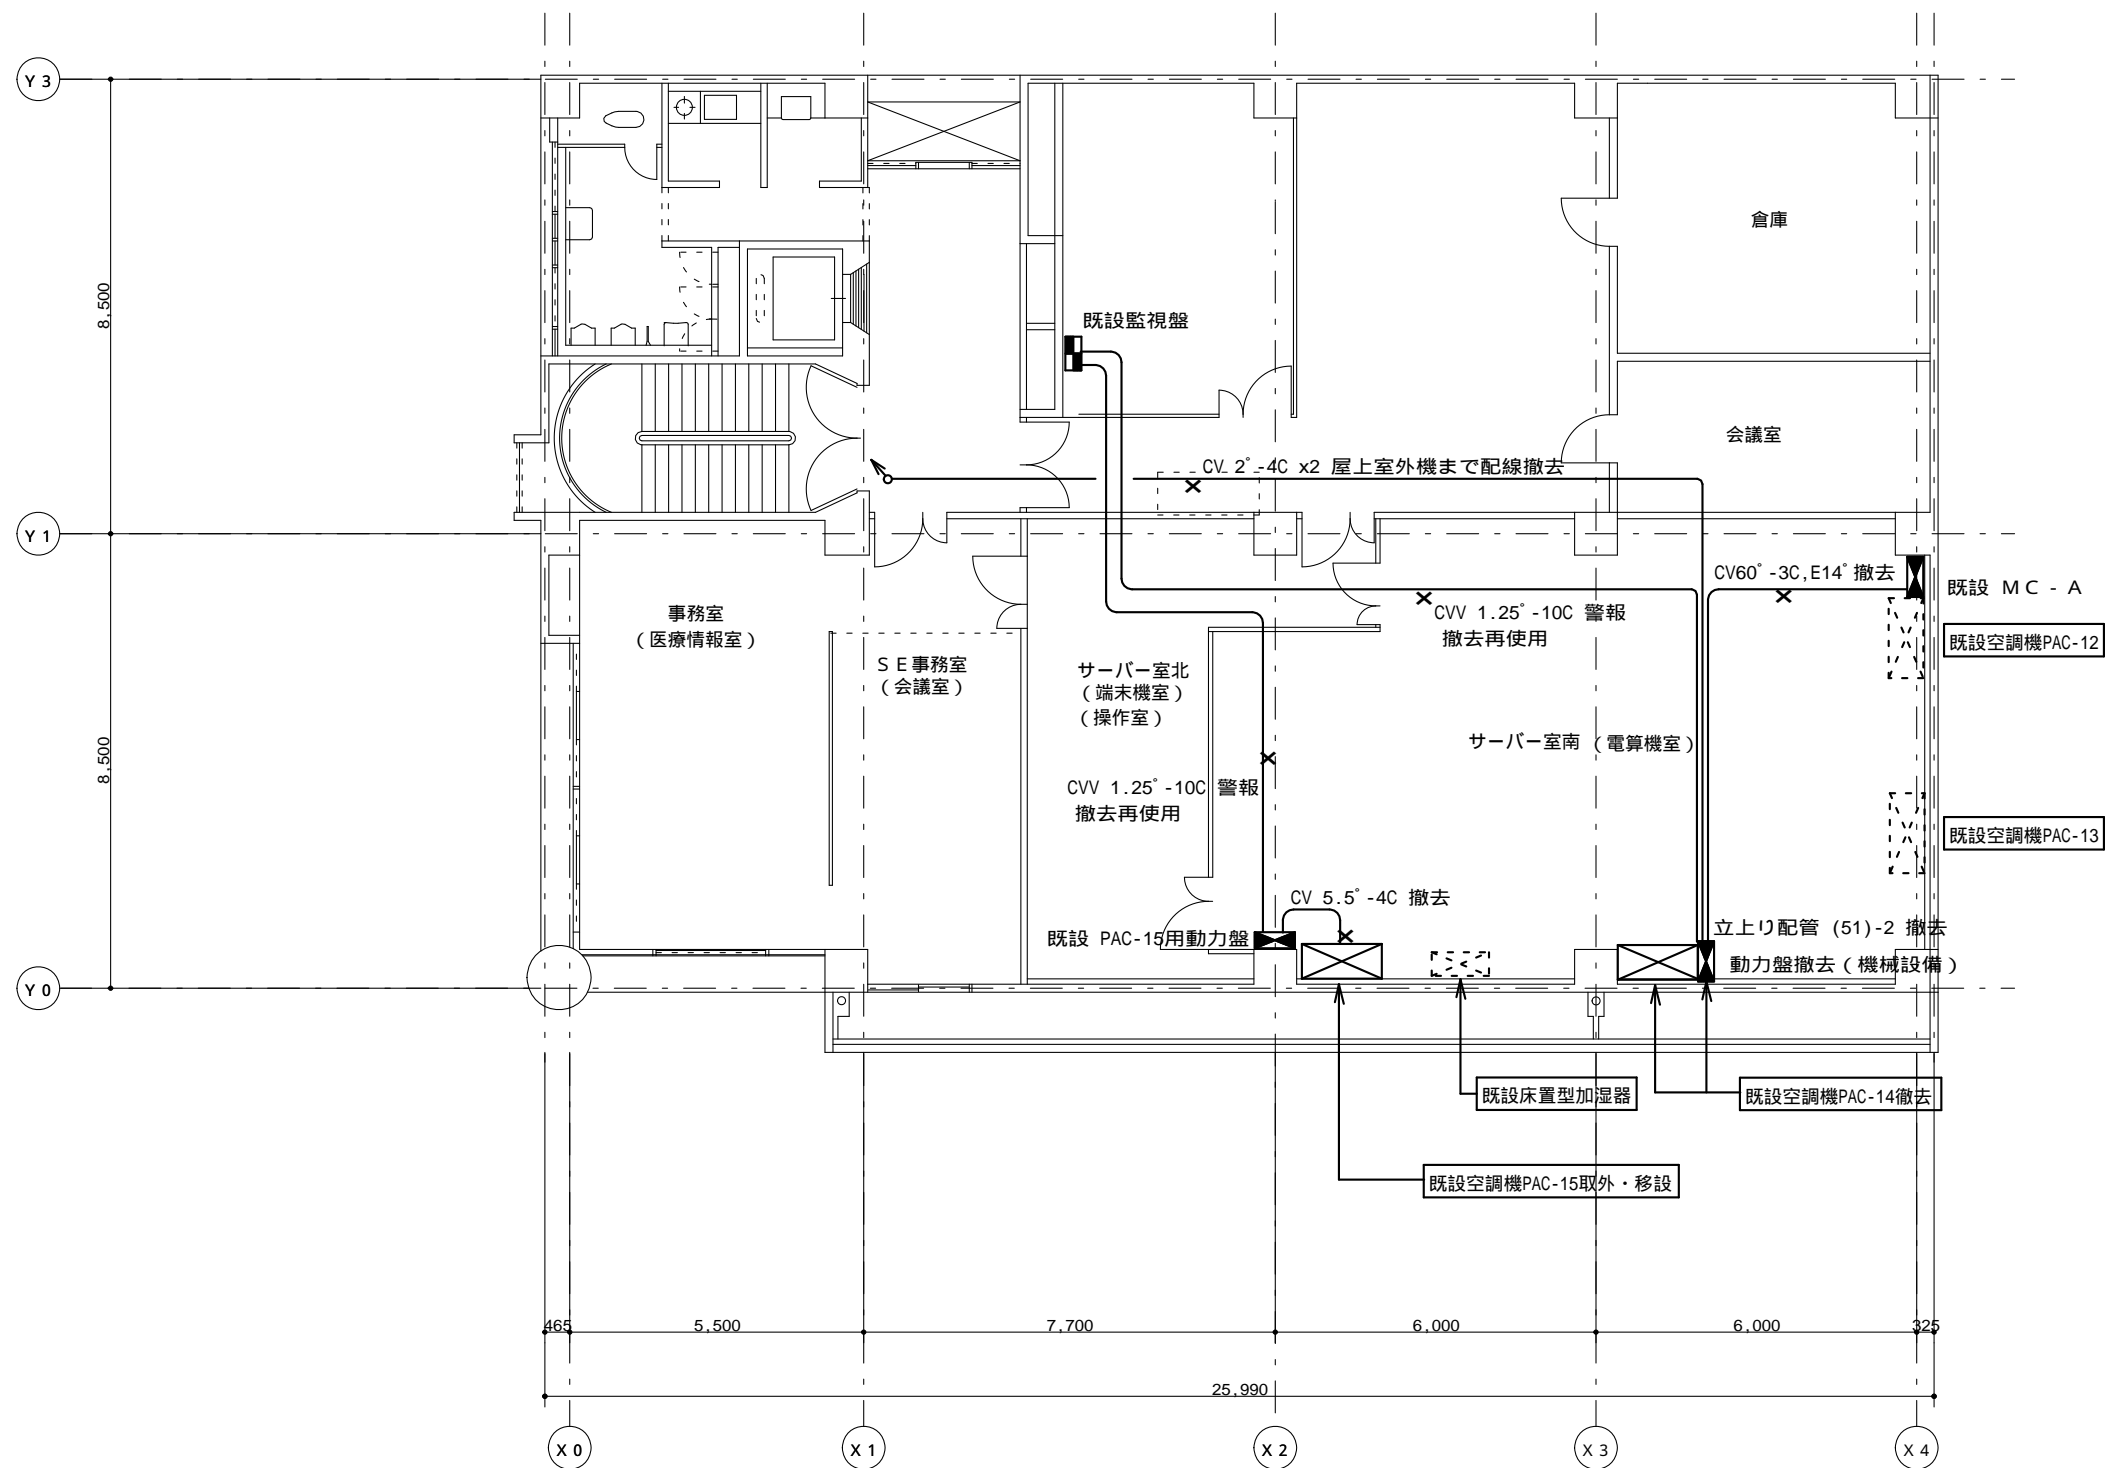 Y3
倉庫
8,500
既設監視盤
会議室
CV 2゜-4C x2 屋上室外機まで配線撤去
Y1
CV60゜-3C,E14゜撤去
既設 MC-A
CVV 1.25゜-10C 警報
撤去再使用
事務室
(医療情報室)
既設空調機PAC-12
SE事務室
(会議室)
サーバー室北
(端末機室)
(操作室)
サーバー室南 (電算機室)
8,500
CVV 1.25゜-10C 警報
撤去再使用
既設空調機PAC-13
CV 5.5゜-4C 撤去
既設 PAC-15用動力盤
立上り配管 (51)-2 撤去
動力盤撤去(機械設備)
Y0
既設床置型加湿器
既設空調機PAC-14徹去
既設空調機PAC-15取外・移設
465
5,500
7,700
6,000
6,000
325
25,990
X0
X1
X2
X3
X4